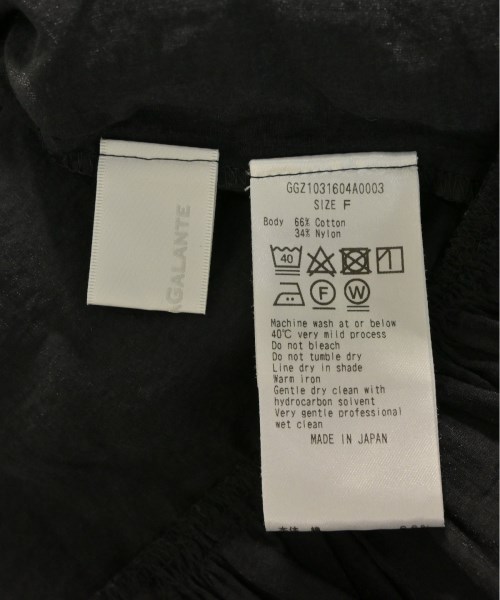 AGALANTE
GGZ1031604A0003
SIZE F
Body 66% Cotton
34% Nylon
40
F W
Machine wash at or below
40℃ very mild process
Do not bleach
Do not tumble dry
Line dry in shade
Warm iron
Gentle dry clean with
hydrocarbon solvent
Very gentle professional
wet clean
MADE IN JAPAN